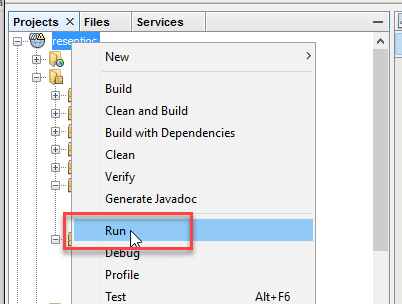 Projects Files Services
New
Build
Clean and Build
Build with Dependencies
Clean
Verify
Generate Javadoc
Run
Debug
Profile
Test Alt+F6